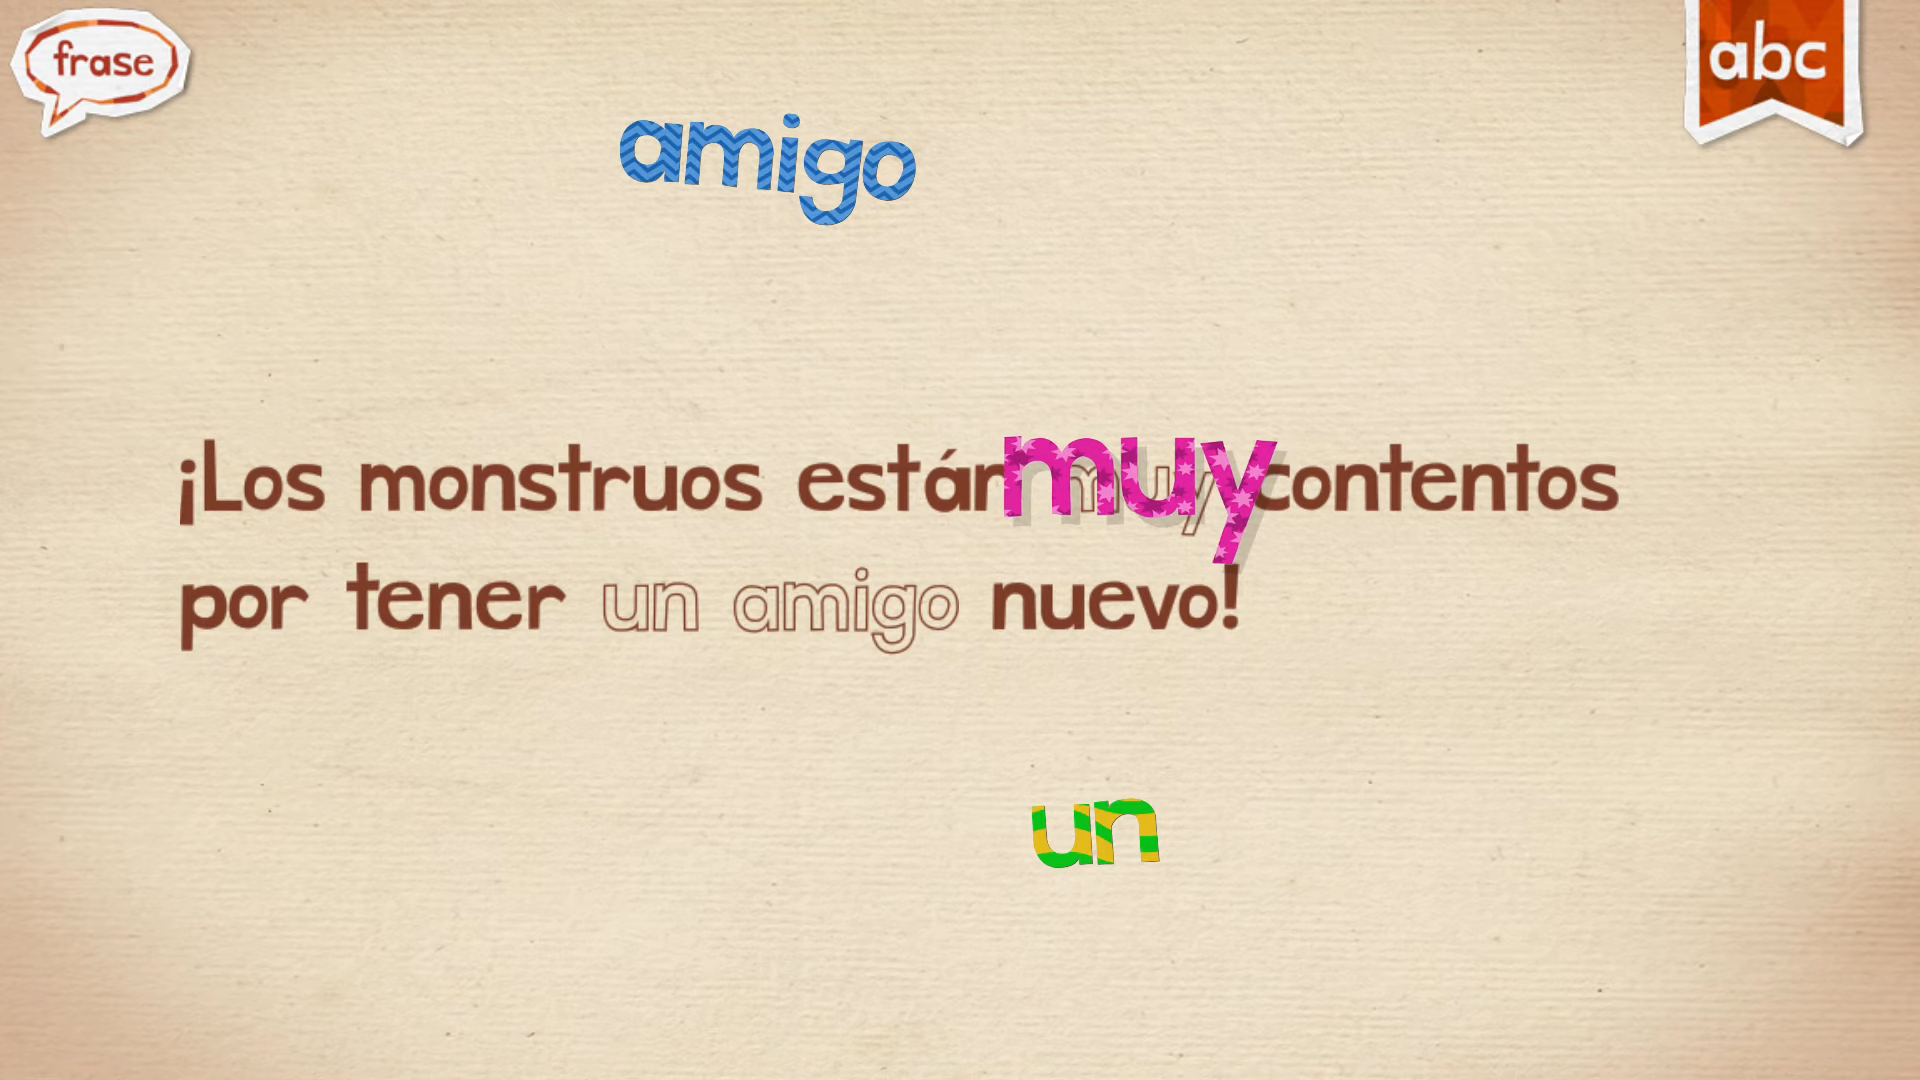 frase
abc
amigo
¡Los monstruos están muy contentos
por tener un amigo nuevo!
un